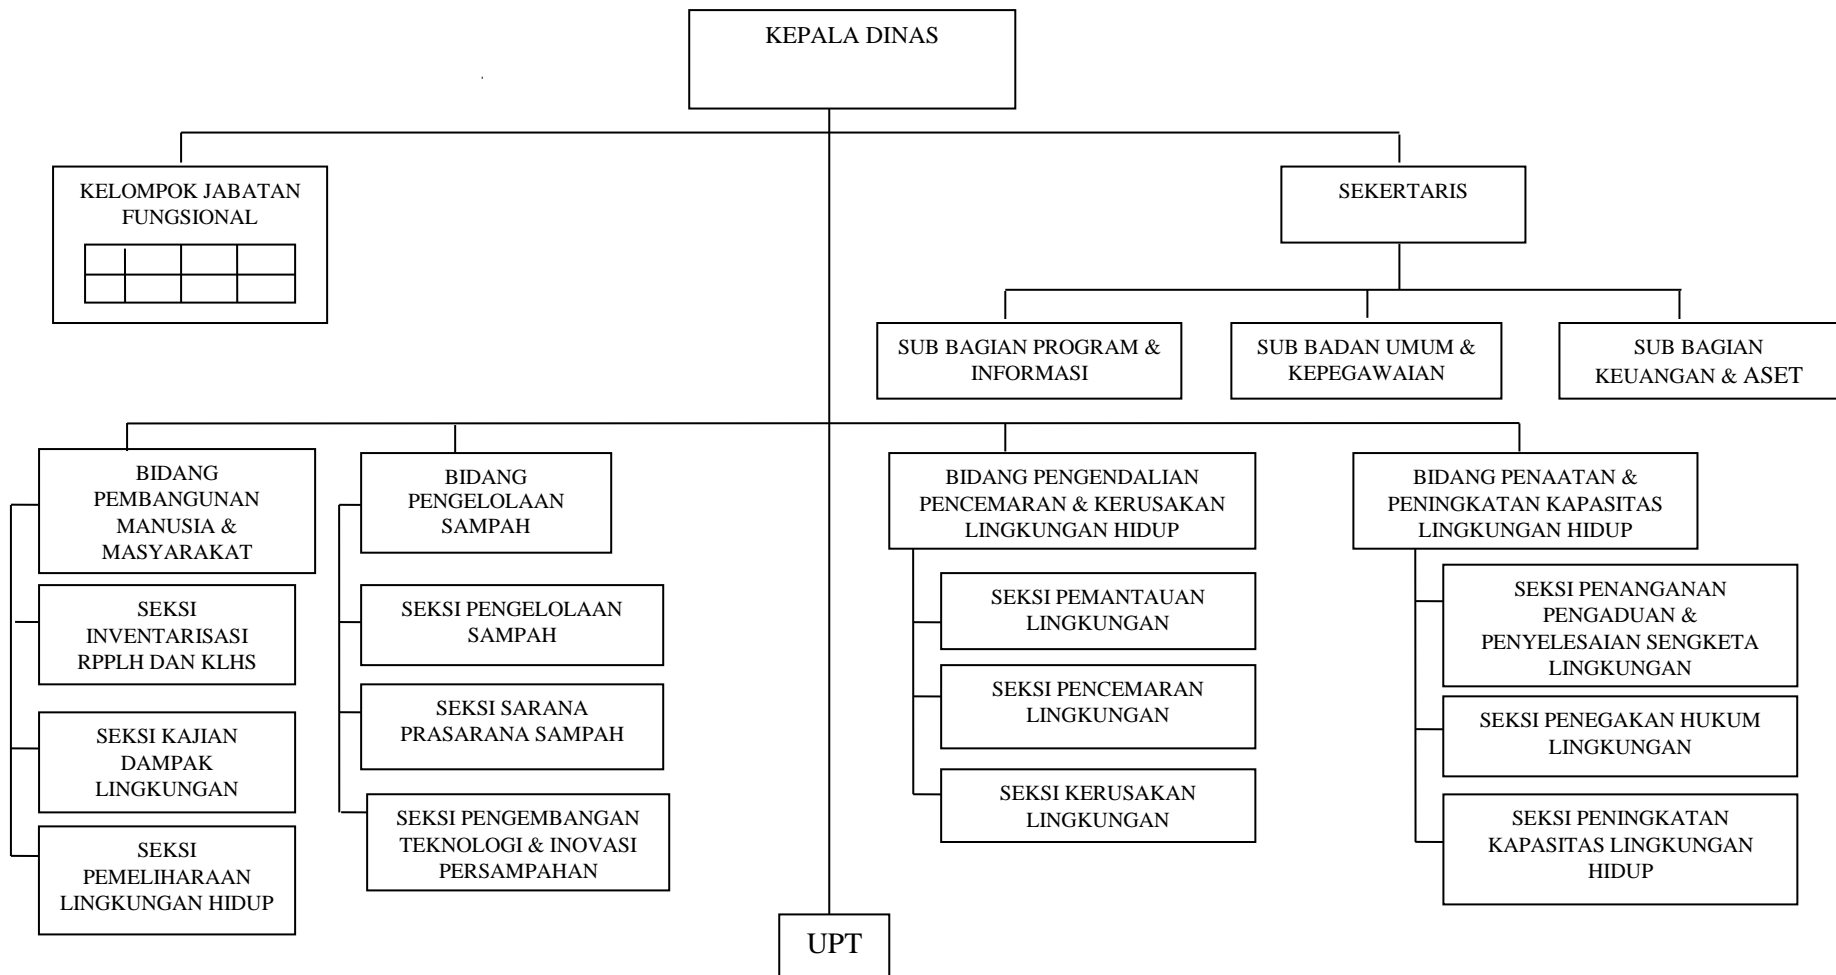 KEPALA DINAS
KELOMPOK JABATAN
FUNGSIONAL
SEKERTARIS
SUB BAGIAN PROGRAM &
INFORMASI
SUB BADAN UMUM &
KEPEGAWAIAN
SUB BAGIAN
KEUANGAN & ASET
BIDANG
PEMBANGUNAN
MANUSIA &
MASYARAKAT
SEKSI
INVENTARISASI
RPPLH DAN KLHS
SEKSI KAJIAN
DAMPAK
LINGKUNGAN
SEKSI
PEMELIHARAAN
LINGKUNGAN HIDUP
BIDANG
PENGELOLAAN
SAMPAH
SEKSI PENGELOLAAN
SAMPAH
SEKSI SARANA
PRASARANA SAMPAH
SEKSI PENGEMBANGAN
TEKNOLOGI & INOVASI
PERSAMPAHAN
BIDANG PENGENDALIAN
PENCEMARAN & KERUSAKAN
LINGKUNGAN HIDUP
SEKSI PEMANTAUAN
LINGKUNGAN
SEKSI PENCEMARAN
LINGKUNGAN
SEKSI KERUSAKAN
LINGKUNGAN
BIDANG PENAATAN &
PENINGKATAN KAPASITAS
LINGKUNGAN HIDUP
SEKSI PENANGANAN
PENGADUAN &
PENYELESAIAN SENGKETA
LINGKUNGAN
SEKSI PENEGAKAN HUKUM
LINGKUNGAN
SEKSI PENINGKATAN
KAPASITAS LINGKUNGAN
HIDUP
UPT